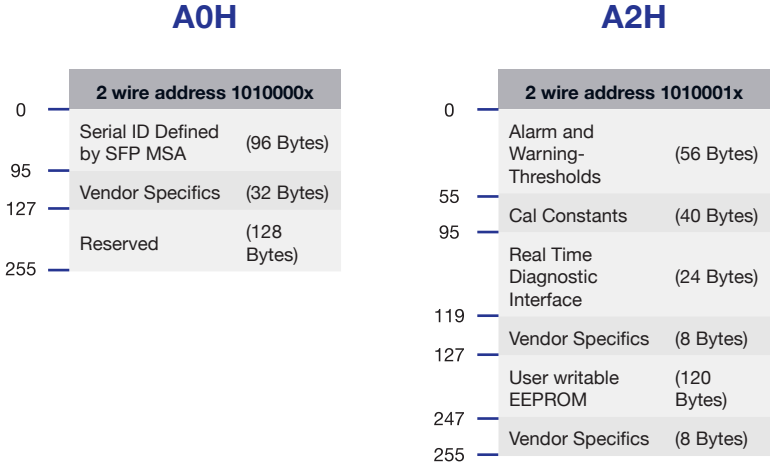 A0H
2 wire address 1010000x
0
Serial ID Defined
by SFP MSA
(96 Bytes)
95
Vendor Specifics
(32 Bytes)
127
Reserved
(128
Bytes)
255
A2H
2 wire address 1010001x
0
Alarm and
Warning-
Thresholds
(56 Bytes)
55
Cal Constants
(40 Bytes)
95
Real Time
Diagnostic
Interface
(24 Bytes)
119
Vendor Specifics
(8 Bytes)
127
User writable
EEPROM
(120
Bytes)
247
Vendor Specifics
(8 Bytes)
255